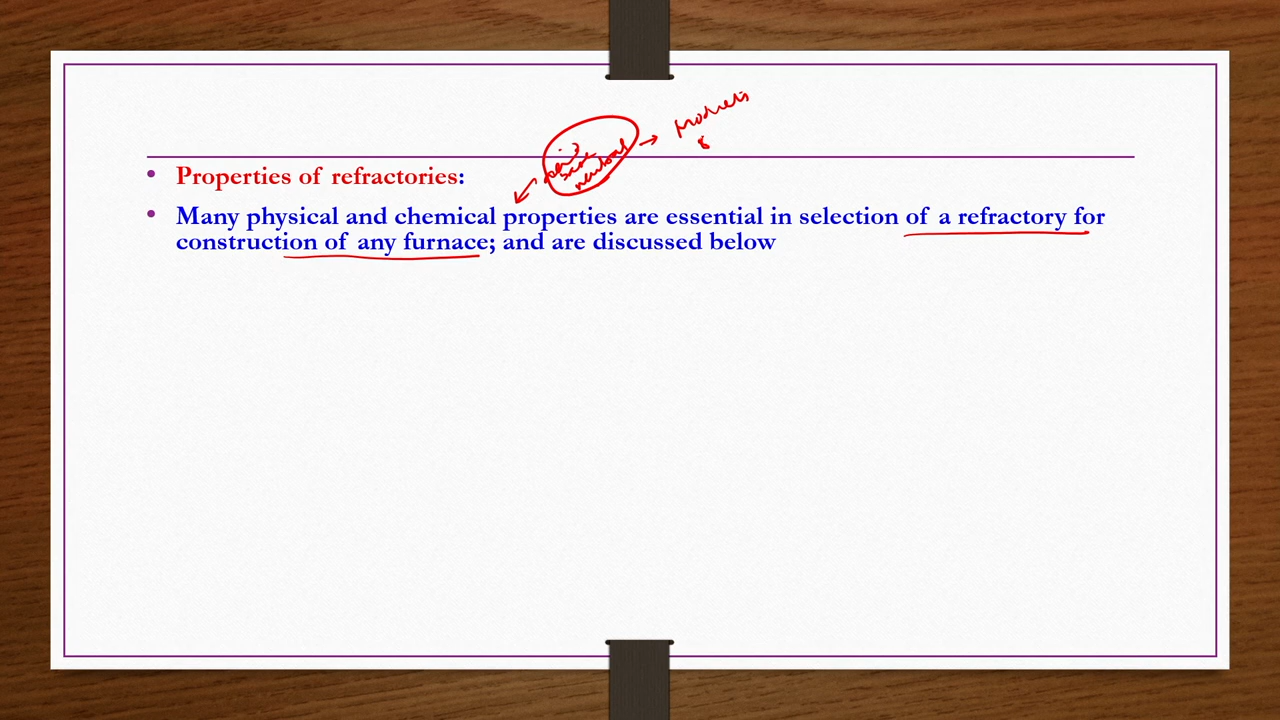 products
&
acid
basic
neutral
• Properties of refractories:
• Many physical and chemical properties are essential in selection of a refractory for
construction of any furnace; and are discussed below